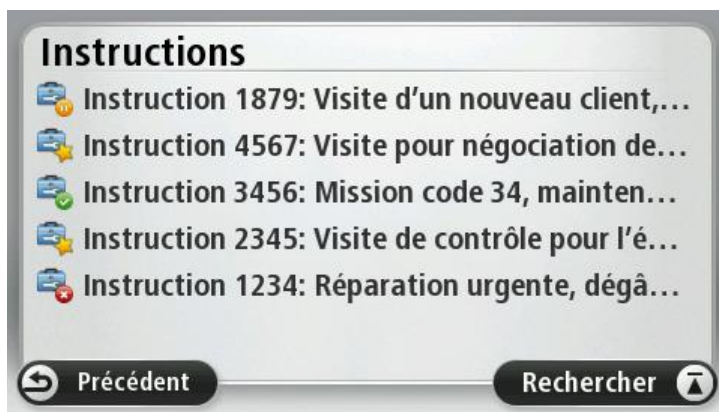 Instructions
Instruction 1879: Visite d’un nouveau client,...
Instruction 4567: Visite pour négociation de...
Instruction 3456: Mission code 34, mainten...
Instruction 2345: Visite de contrôle pour l’é...
Instruction 1234: Réparation urgente, dégâ...
Précédent
Rechercher